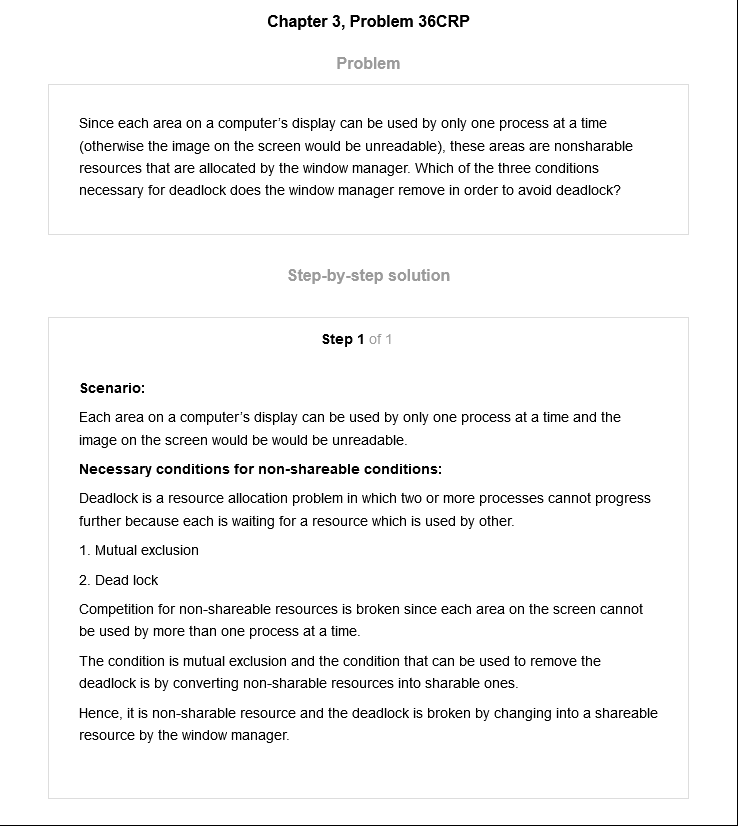 Chapter 3, Problem 36CRP
Problem
Since each area on a computer's display can be used by only one process at a time
(otherwise the image on the screen would be unreadable), these areas are nonsharable
resources that are allocated by the window manager. Which of the three conditions
necessary for deadlock does the window manager remove in order to avoid deadlock?
Step-by-step solution
Step 1 of 1
Scenario:
Each area on a computer's display can be used by only one process at a time and the
image on the screen would be would be unreadable.
Necessary conditions for non-shareable conditions:
Deadlock is a resource allocation problem in which two or more processes cannot progress
further because each is waiting for a resource which is used by other.
1. Mutual exclusion
2. Dead lock
Competition for non-shareable resources is broken since each area on the screen cannot
be used by more than one process at a time.
The condition is mutual exclusion and the condition that can be used to remove the
deadlock is by converting non-sharable resources into sharable ones.
Hence, it is non-sharable resource and the deadlock is broken by changing into a shareable
resource by the window manager.